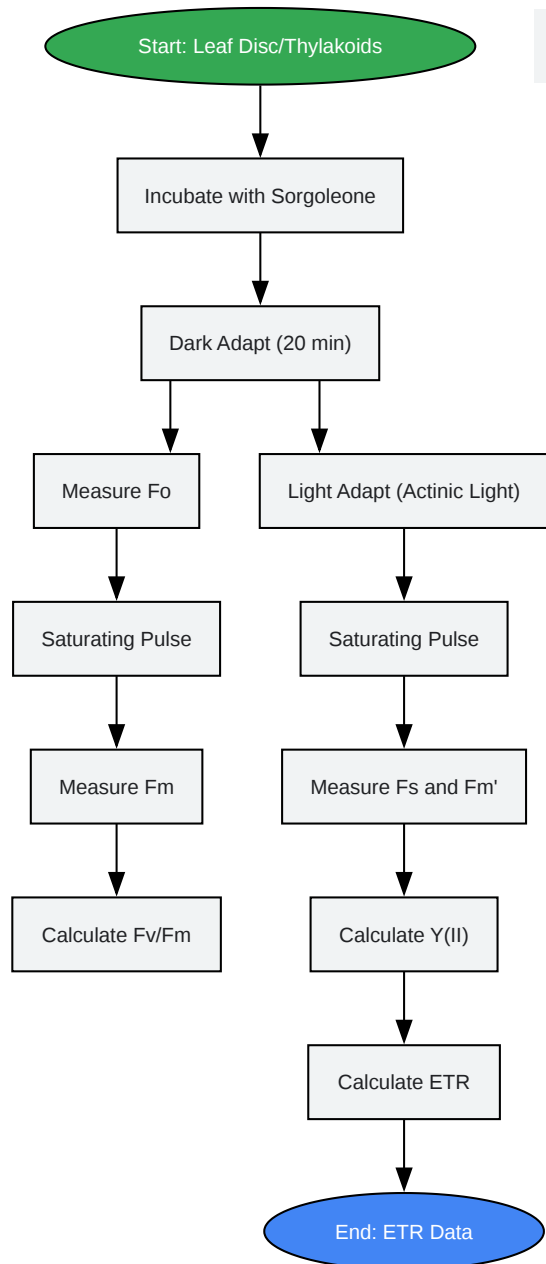 Start: Leaf Disc/Thylakoids
Incubate with Sorgoleone
Dark Adapt (20 min)
Measure Fo
Light Adapt (Actinic Light)
Saturating Pulse
Saturating Pulse
Measure Fm
Measure Fs and Fm'
Calculate Fv/Fm
Calculate Y(II)
Calculate ETR
End: ETR Data